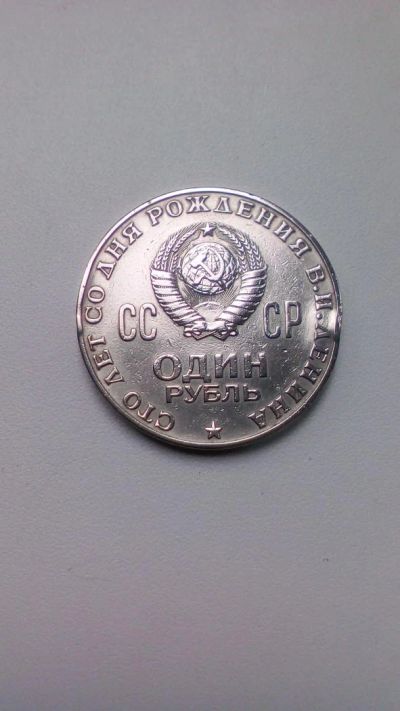 СТО ЛЕТ СО ДНЯ РОЖДЕНИЯ В. И. ЛЕНИНА
СС СР
ОДИН
РУБЛЬ